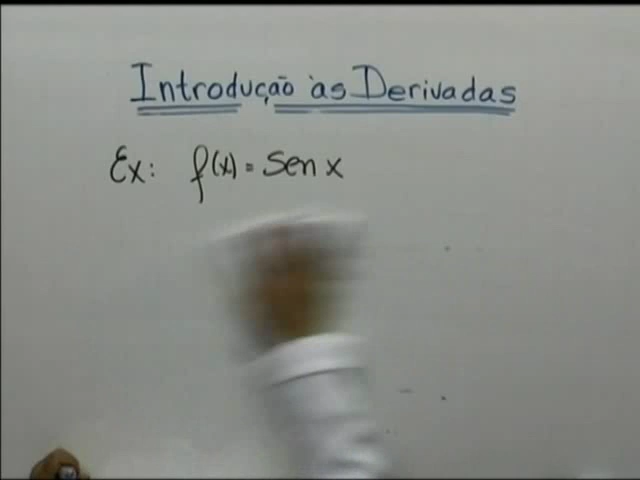 Introdução às Derivadas
Ex: f(x) = Sen x